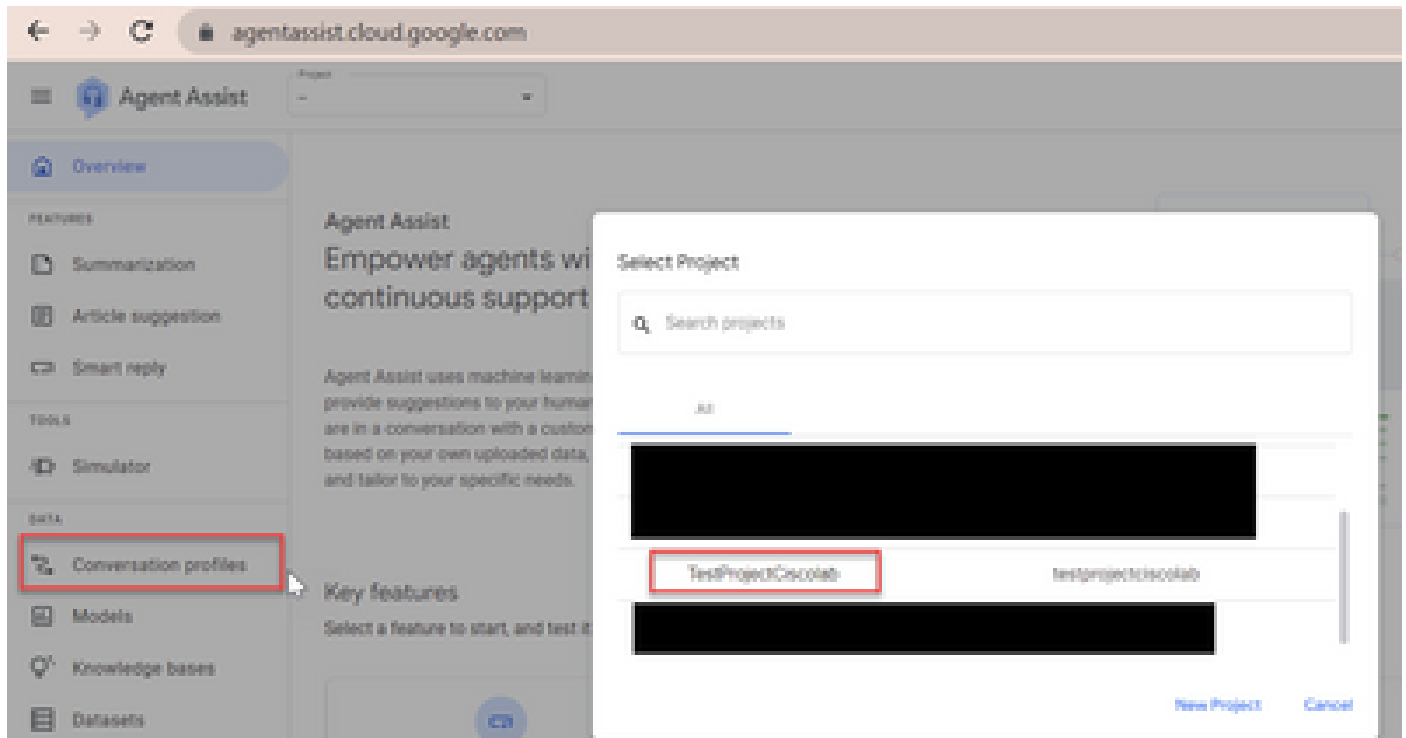 agentassist.cloud.google.com
Agent Assist
Project
-
Overview
FEATURES
Summarization
Article suggestion
Smart reply
TOOLS
Simulator
DATA
Conversation profiles
Models
Knowledge bases
Datasets
Agent Assist
Empower agents wi
continuous support
Agent Assist uses machine learnin
provide suggestions to your human
are in a conversation with a custom
based on your own uploaded data,
and tailor to your specific needs.
Key features
Select a feature to start, and test it
Select Project
Search projects
All
TestProjectCiscolab testprojectciscolab
New Project Cancel